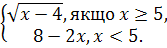 √x − 4, якщо x ≥ 5,
8 − 2x, x < 5.